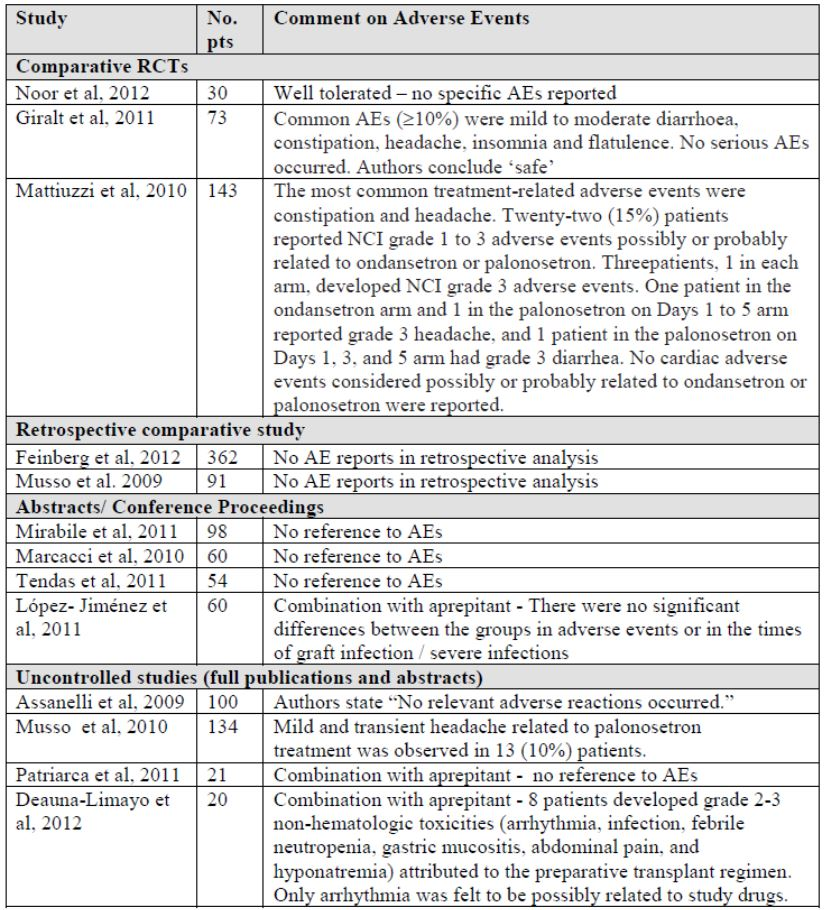 Study No. Comment on Adverse Events
pts
Comparative RCTs
Noor et al, 2012 30 Well tolerated – no specific AEs reported
Giralt et al, 2011 73 Common AEs (≥10%) were mild to moderate diarrhoea,
constipation, headache, insomnia and flatulence. No serious AEs
occurred. Authors conclude ‘safe’
Mattiuzzi et al, 2010 143 The most common treatment-related adverse events were
constipation and headache. Twenty-two (15%) patients
reported NCI grade 1 to 3 adverse events possibly or probably
related to ondansetron or palonosetron. Threepatients, 1 in each
arm, developed NCI grade 3 adverse events. One patient in the
ondansetron arm and 1 in the palonosetron on Days 1 to 5 arm
reported grade 3 headache, and 1 patient in the palonosetron on
Days 1, 3, and 5 arm had grade 3 diarrhea. No cardiac adverse
events considered possibly or probably related to ondansetron or
palonosetron were reported.
Retrospective comparative study
Feinberg et al, 2012 362 No AE reports in retrospective analysis
Musso et al. 2009 91 No AE reports in retrospective analysis
Abstracts/ Conference Proceedings
Mirabile et al, 2011 98 No reference to AEs
Marcacci et al, 2010 60 No reference to AEs
Tendas et al, 2011 54 No reference to AEs
López- Jiménez et 60 Combination with aprepitant - There were no significant
al, 2011 differences between the groups in adverse events or in the times
of graft infection / severe infections
Uncontrolled studies (full publications and abstracts)
Assanelli et al, 2009 100 Authors state “No relevant adverse reactions occurred.”
Musso et al, 2010 134 Mild and transient headache related to palonosetron
treatment was observed in 13 (10%) patients.
Patriarca et al, 2011 21 Combination with aprepitant - no reference to AEs
Deauna-Limayo et 20 Combination with aprepitant - 8 patients developed grade 2-3
al, 2012 non-hematologic toxicities (arrhythmia, infection, febrile
neutropenia, gastric mucositis, abdominal pain, and
hyponatremia) attributed to the preparative transplant regimen.
Only arrhythmia was felt to be possibly related to study drugs.